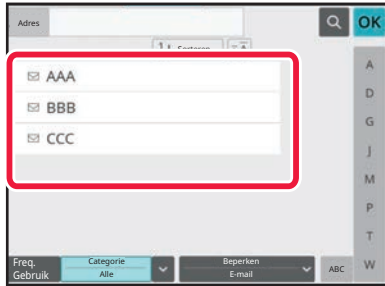 Adres
OK
Sorteren
AAA
BBB
CCC
A
D
G
J
M
P
T
W
Freq.
Gebruik
Categorie
Alle
Beperken
E-mail
ABC